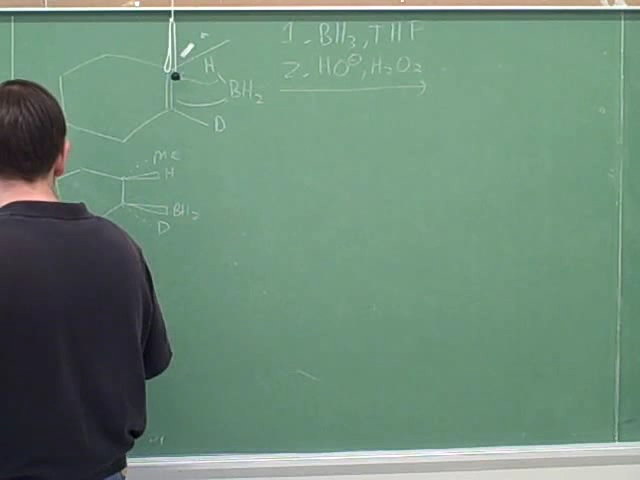 1. BH3, THF
2. HO⊖, H2O2
H
BH2
D
Me
H
BH2
D